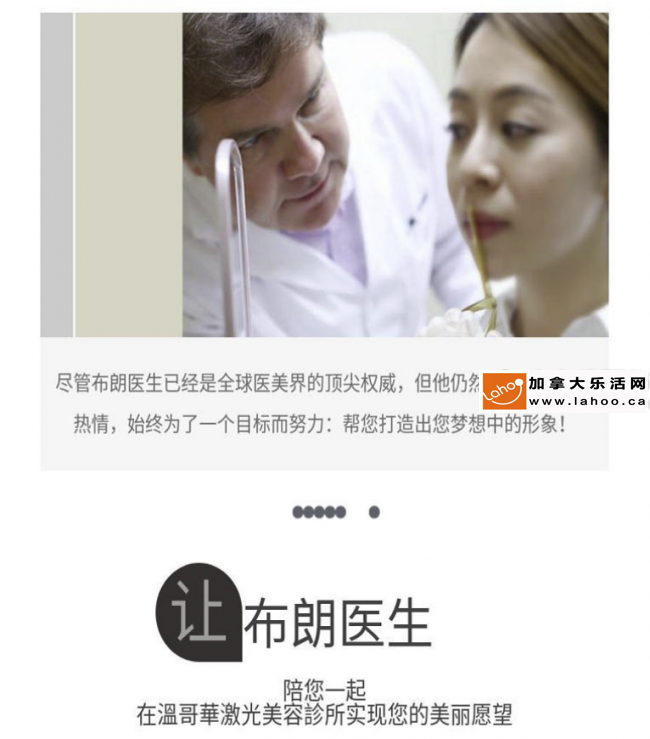 尽管布朗医生已经是全球医美界的顶尖权威，但他仍然
Lahoo
加拿大乐活网
www.lahoo.ca
热情，始终为了一个目标而努力：帮您打造出您梦想中的形象！
让布朗医生
陪您一起
在溫哥華激光美容診所实现您的美丽愿望